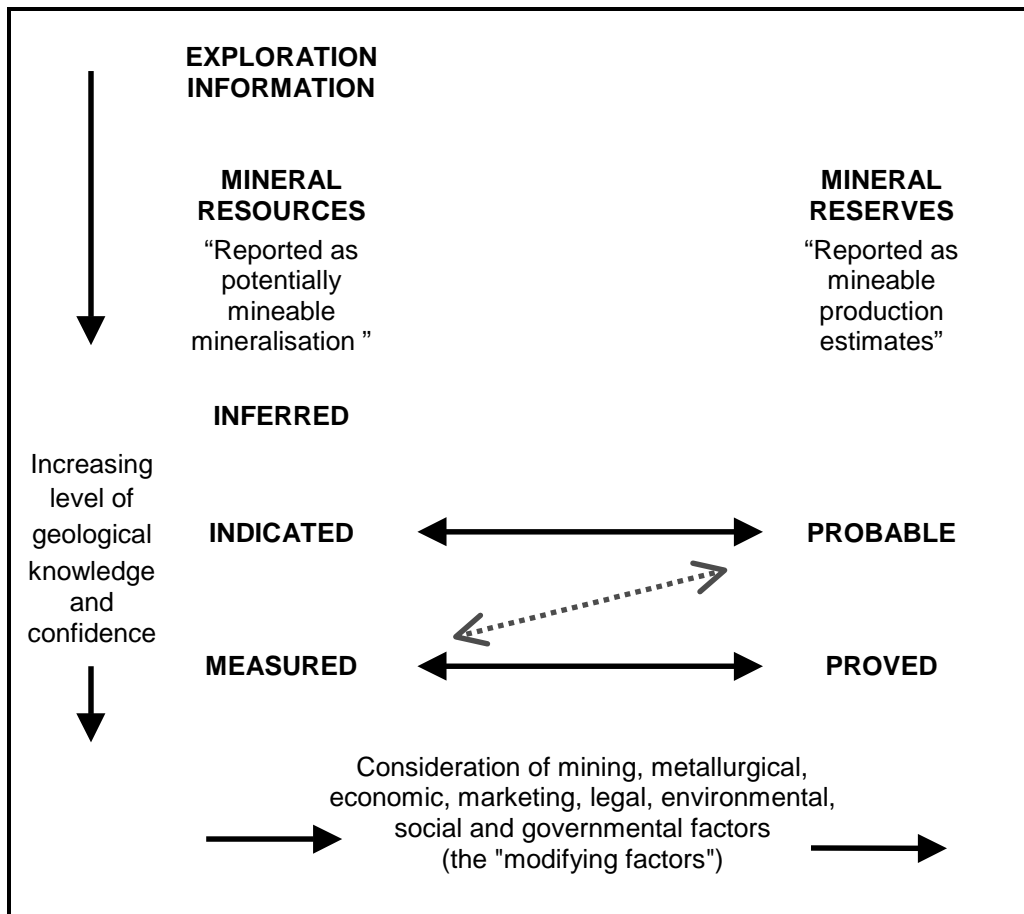 EXPLORATION
INFORMATION
MINERAL
RESOURCES
“Reported as
potentially
mineable
mineralisation ”
MINERAL
RESERVES
“Reported as
mineable
production
estimates”
INFERRED
Increasing
level of
geological
knowledge
and
confidence
INDICATED
PROBABLE
MEASURED
PROVED
Consideration of mining, metallurgical,
economic, marketing, legal, environmental,
social and governmental factors
(the "modifying factors")